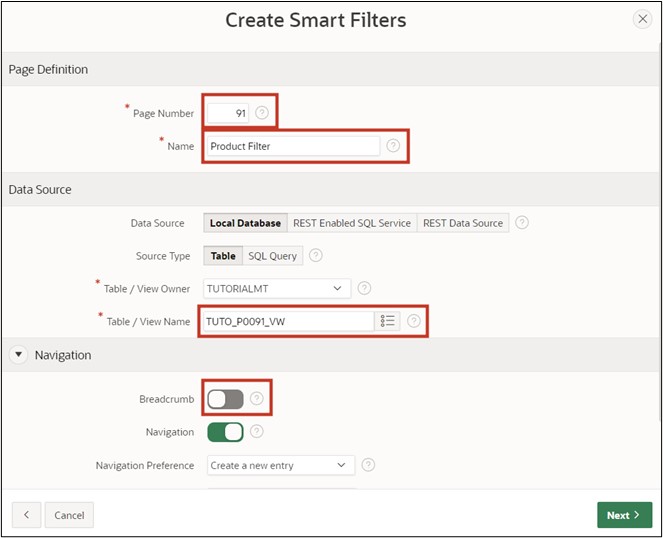 Create Smart Filters
Page Definition
* Page Number 91 ?
* Name Product Filter ?
Data Source
Data Source Local Database REST Enabled SQL Service REST Data Source ?
Source Type Table SQL Query ?
* Table / View Owner TUTORIALMT ?
* Table / View Name TUTO_P0091_VW ?
Navigation
Breadcrumb ?
Navigation ?
Navigation Preference Create a new entry ?
Cancel Next